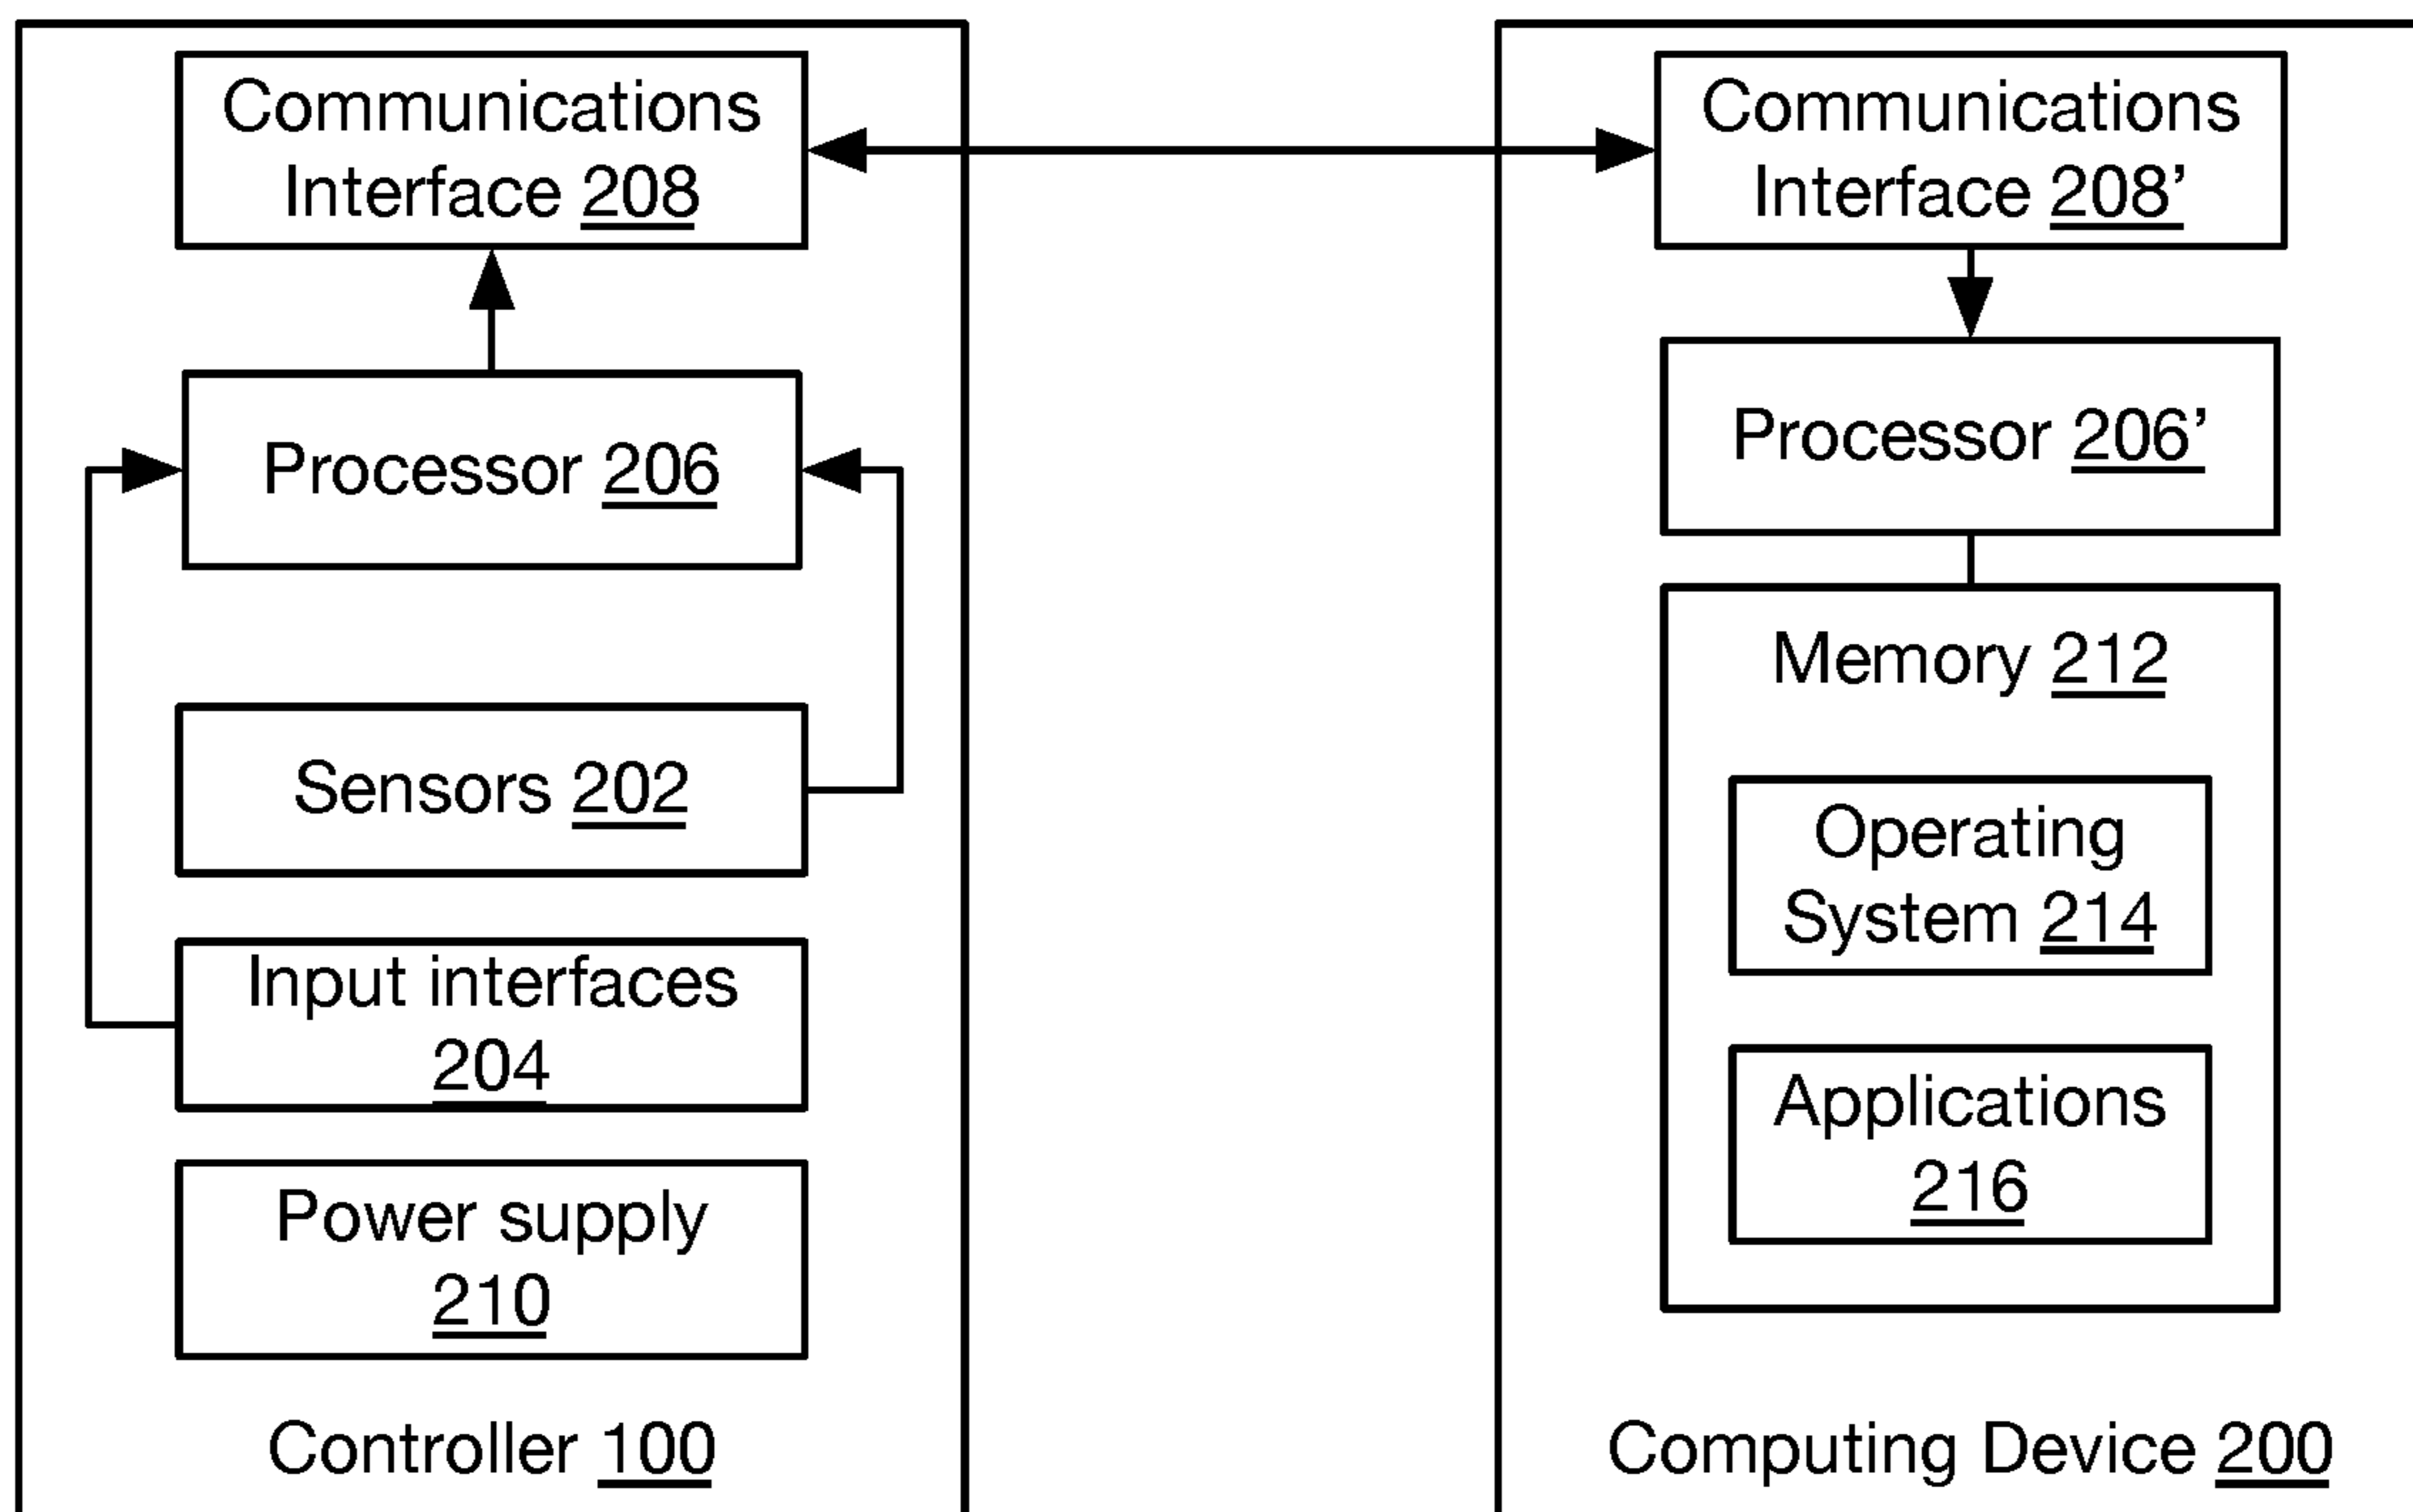 Communications
Interface 208
Processor 206
Sensors 202
Input interfaces
204
Power supply
210
Controller 100
Communications
Interface 208’
Processor 206’
Memory 212
Operating
System 214
Applications
216
Computing Device 200